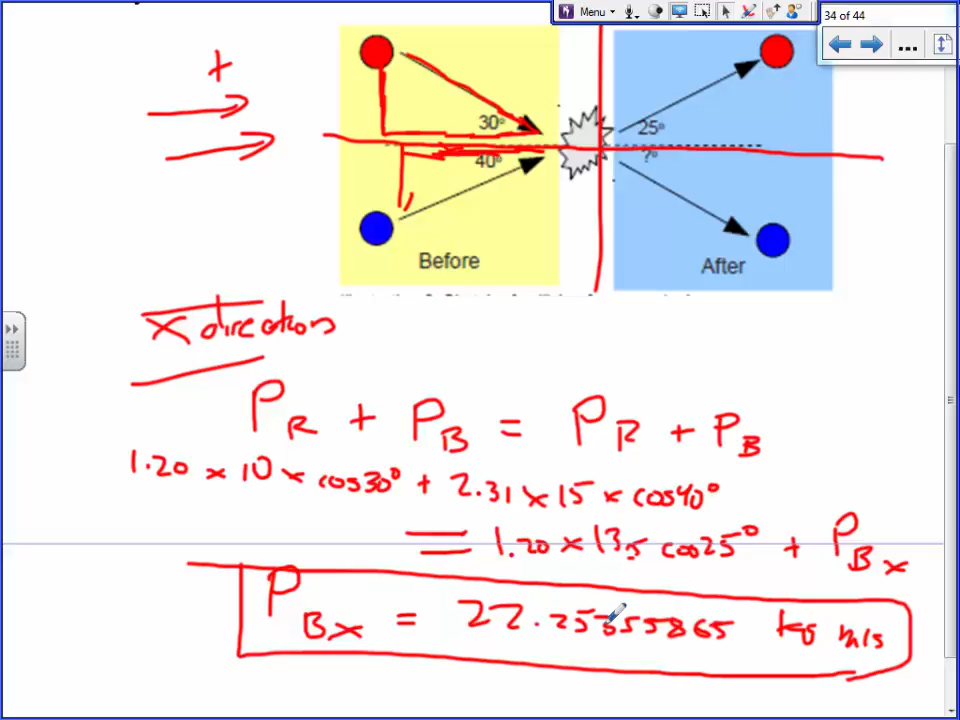 Menu
34 of 44
+
30°
25°
40°
?°
Before
After
X direction
P_R + P_B = P_R + P_B
1.20 x 10 x cos30° + 2.31 x 15 x cos40°
= 1.20 x 13.5 cos25° + P_Bx
P_Bx = 22.25555865 kg m/s